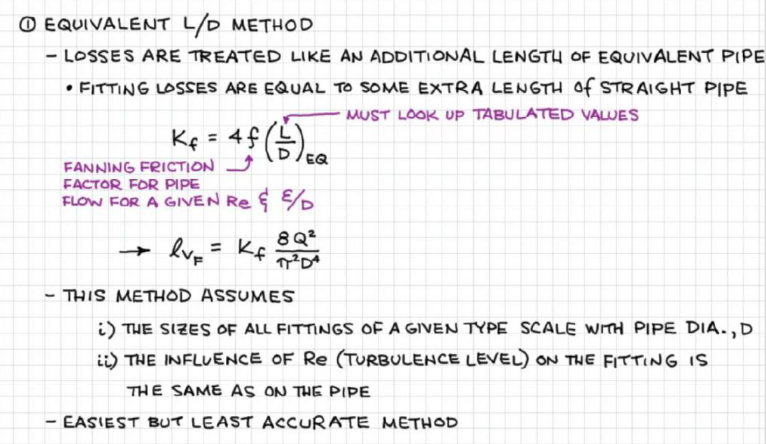 ① EQUIVALENT L/D METHOD
- LOSSES ARE TREATED LIKE AN ADDITIONAL LENGTH OF EQUIVALENT PIPE
• FITTING LOSSES ARE EQUAL TO SOME EXTRA LENGTH Of STRAIGHT PIPE
MUST LOOK UP TABULATED VALUES
K_f = 4f (L/D)_EQ
FANNING FRICTION
FACTOR FOR PIPE
FLOW FOR A GIVEN Re & ε/D
→ l_{V_F} = K_f 8Q²/π²D⁴
- THIS METHOD ASSUMES
i) THE SIZES OF ALL FITTINGS OF A GIVEN TYPE SCALE WITH PIPE DIA., D
ii) THE INFLUENCE OF Re (TURBULENCE LEVEL) ON THE FITTING IS
THE SAME AS ON THE PIPE
- EASIEST BUT LEAST ACCURATE METHOD